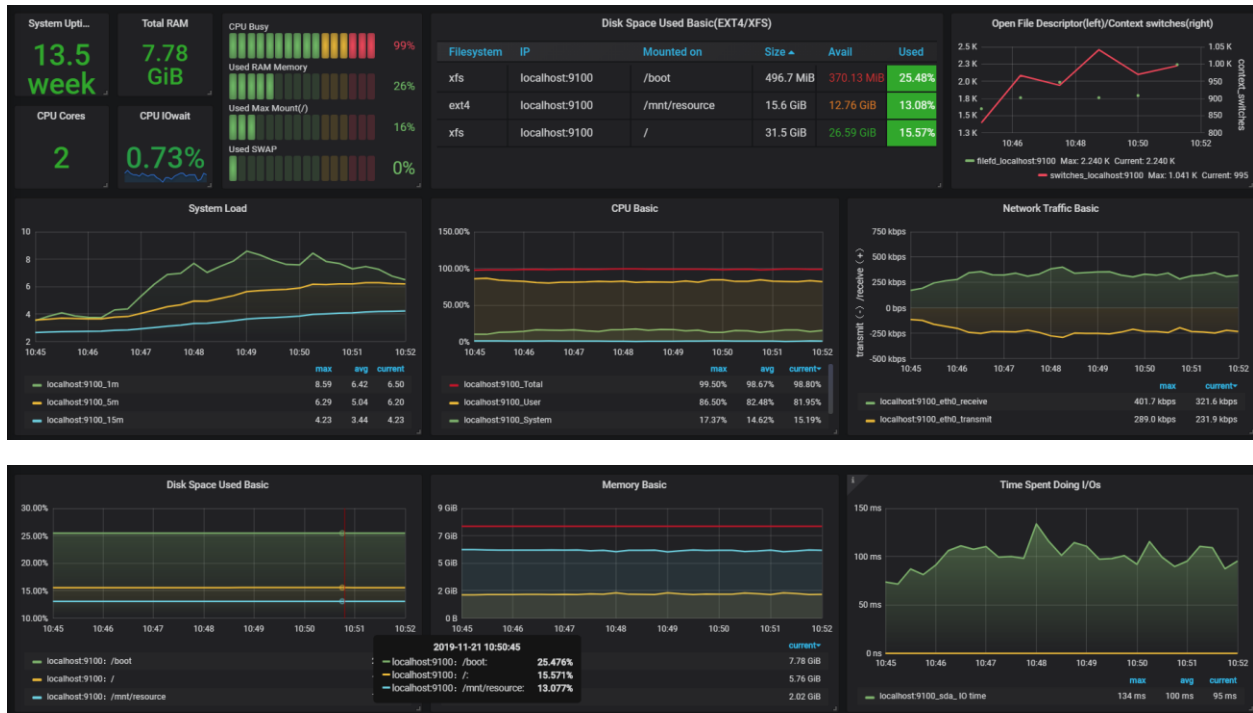 System Upti...
13.5
week
Total RAM
7.78
GiB
CPU Cores
2
CPU IOwait
0.73%
CPU Busy
99%
Used RAM Memory
26%
Used Max Mount(/)
16%
Used SWAP
0%
Disk Space Used Basic(EXT4/XFS)
Filesystem IP Mounted on Size Avail Used
xfs localhost:9100 /boot 496.7 MiB 370.13 MiB 25.48%
ext4 localhost:9100 /mnt/resource 15.6 GiB 12.76 GiB 13.08%
xfs localhost:9100 / 31.5 GiB 26.59 GiB 15.57%
Open File Descriptor(left)/Context switches(right)
2.5 K 1.05 K
2.3 K 1.00 K
2.0 K 950
1.8 K 900
1.5 K 850
1.3 K 800
context_switches
10:46 10:48 10:50 10:52
filefd_localhost:9100 Max: 2.240 K Current: 2.240 K
switches_localhost:9100 Max: 1.041 K Current: 995
System Load
10
8
6
4
2
10:45 10:46 10:47 10:48 10:49 10:50 10:51 10:52
max avg current
localhost:9100_1m 8.59 6.42 6.50
localhost:9100_5m 6.29 5.04 6.20
localhost:9100_15m 4.23 3.44 4.23
CPU Basic
150.00%
100.00%
50.00%
0%
10:45 10:46 10:47 10:48 10:49 10:50 10:51 10:52
max avg current
localhost:9100_Total 99.50% 98.67% 98.80%
localhost:9100_User 86.50% 82.48% 81.95%
localhost:9100_System 17.37% 14.62% 15.19%
Network Traffic Basic
transmit（-）/receive（+）
750 kbps
500 kbps
250 kbps
0 bps
-250 kbps
-500 kbps
10:45 10:46 10:47 10:48 10:49 10:50 10:51 10:52
max current
localhost:9100_eth0_receive 401.7 kbps 321.6 kbps
localhost:9100_eth0_transmit 289.0 kbps 231.9 kbps
Disk Space Used Basic
30.00%
25.00%
20.00%
15.00%
10.00%
10:45 10:46 10:47 10:48 10:49 10:50 10:51 10:52
localhost:9100：/boot
localhost:9100：/
localhost:9100：/mnt/resource
2019-11-21 10:50:45
localhost:9100：/boot: 25.476%
localhost:9100：/: 15.571%
localhost:9100：/mnt/resource: 13.077%
Memory Basic
9 GiB
7 GiB
5 GiB
2 GiB
0 B
10:45 10:46 10:47 10:48 10:49 10:50 10:51 10:52
current
7.78 GiB
5.76 GiB
2.02 GiB
i
Time Spent Doing I/Os
150 ms
100 ms
50 ms
0 ns
10:45 10:46 10:47 10:48 10:49 10:50 10:51 10:52
max avg current
localhost:9100_sda_ IO time 134 ms 100 ms 95 ms